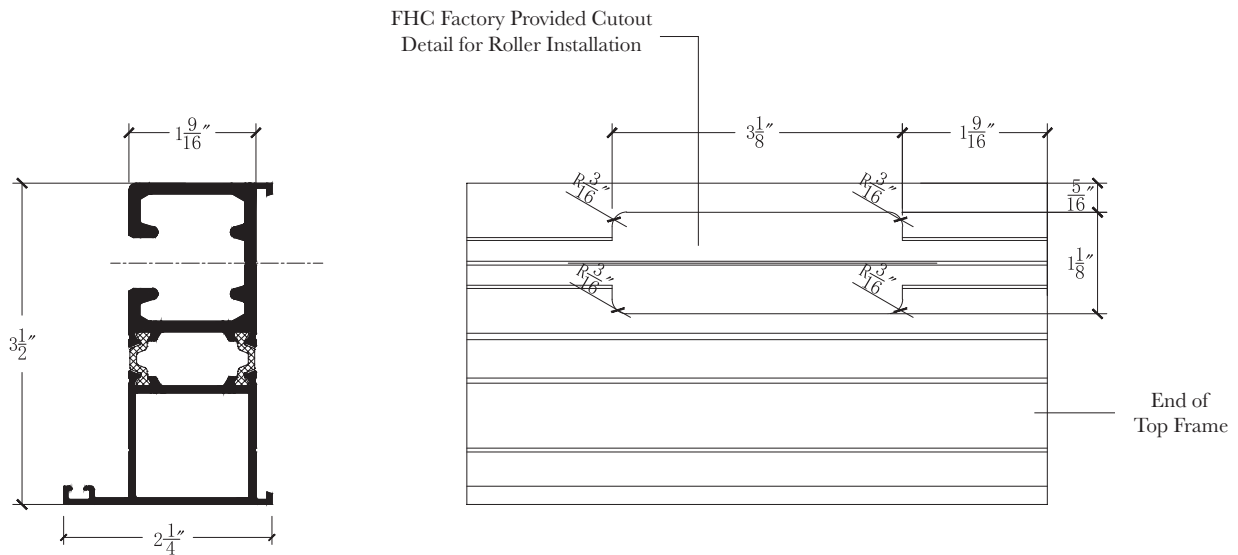 FHC Factory Provided Cutout
Detail for Roller Installation
1 9/16″
3 1/8″
1 9/16″
R 3/16″
R 3/16″
5/16″
R 3/16″
R 3/16″
1 1/8″
3 1/2″
End of
Top Frame
2 1/4″